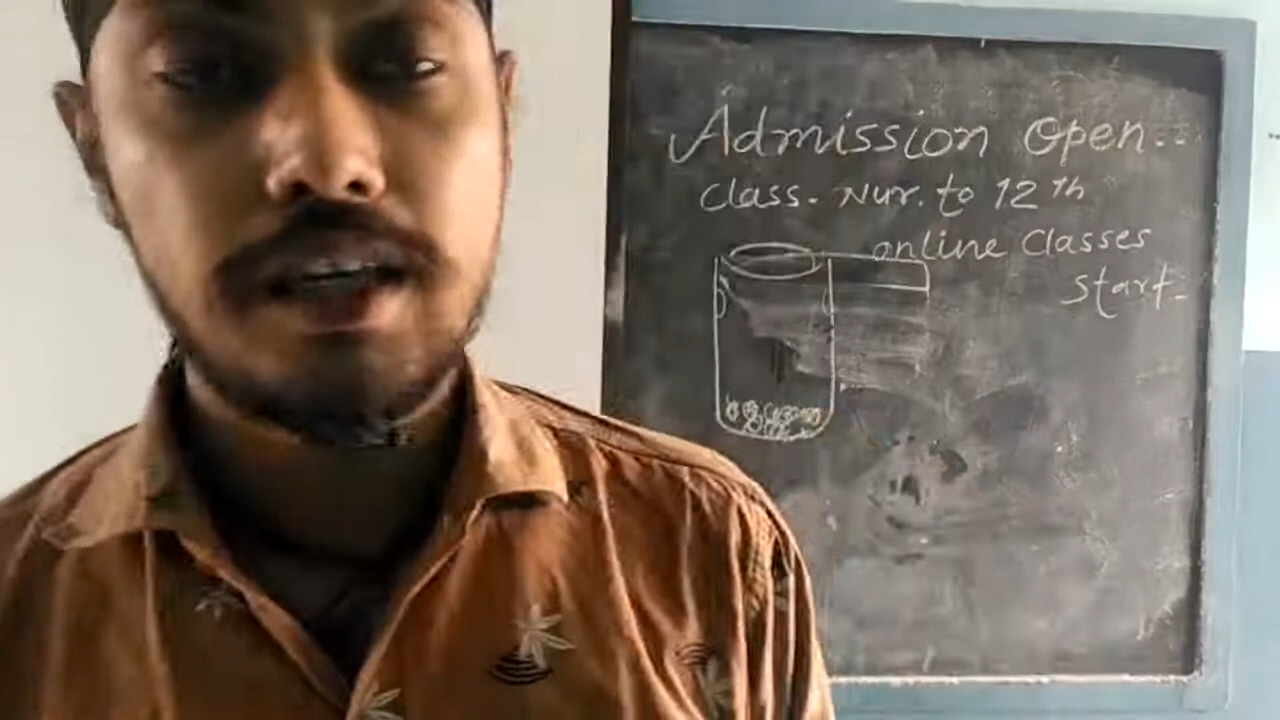 Admission Open...
Class. Nur. to 12th
online Classes
start-